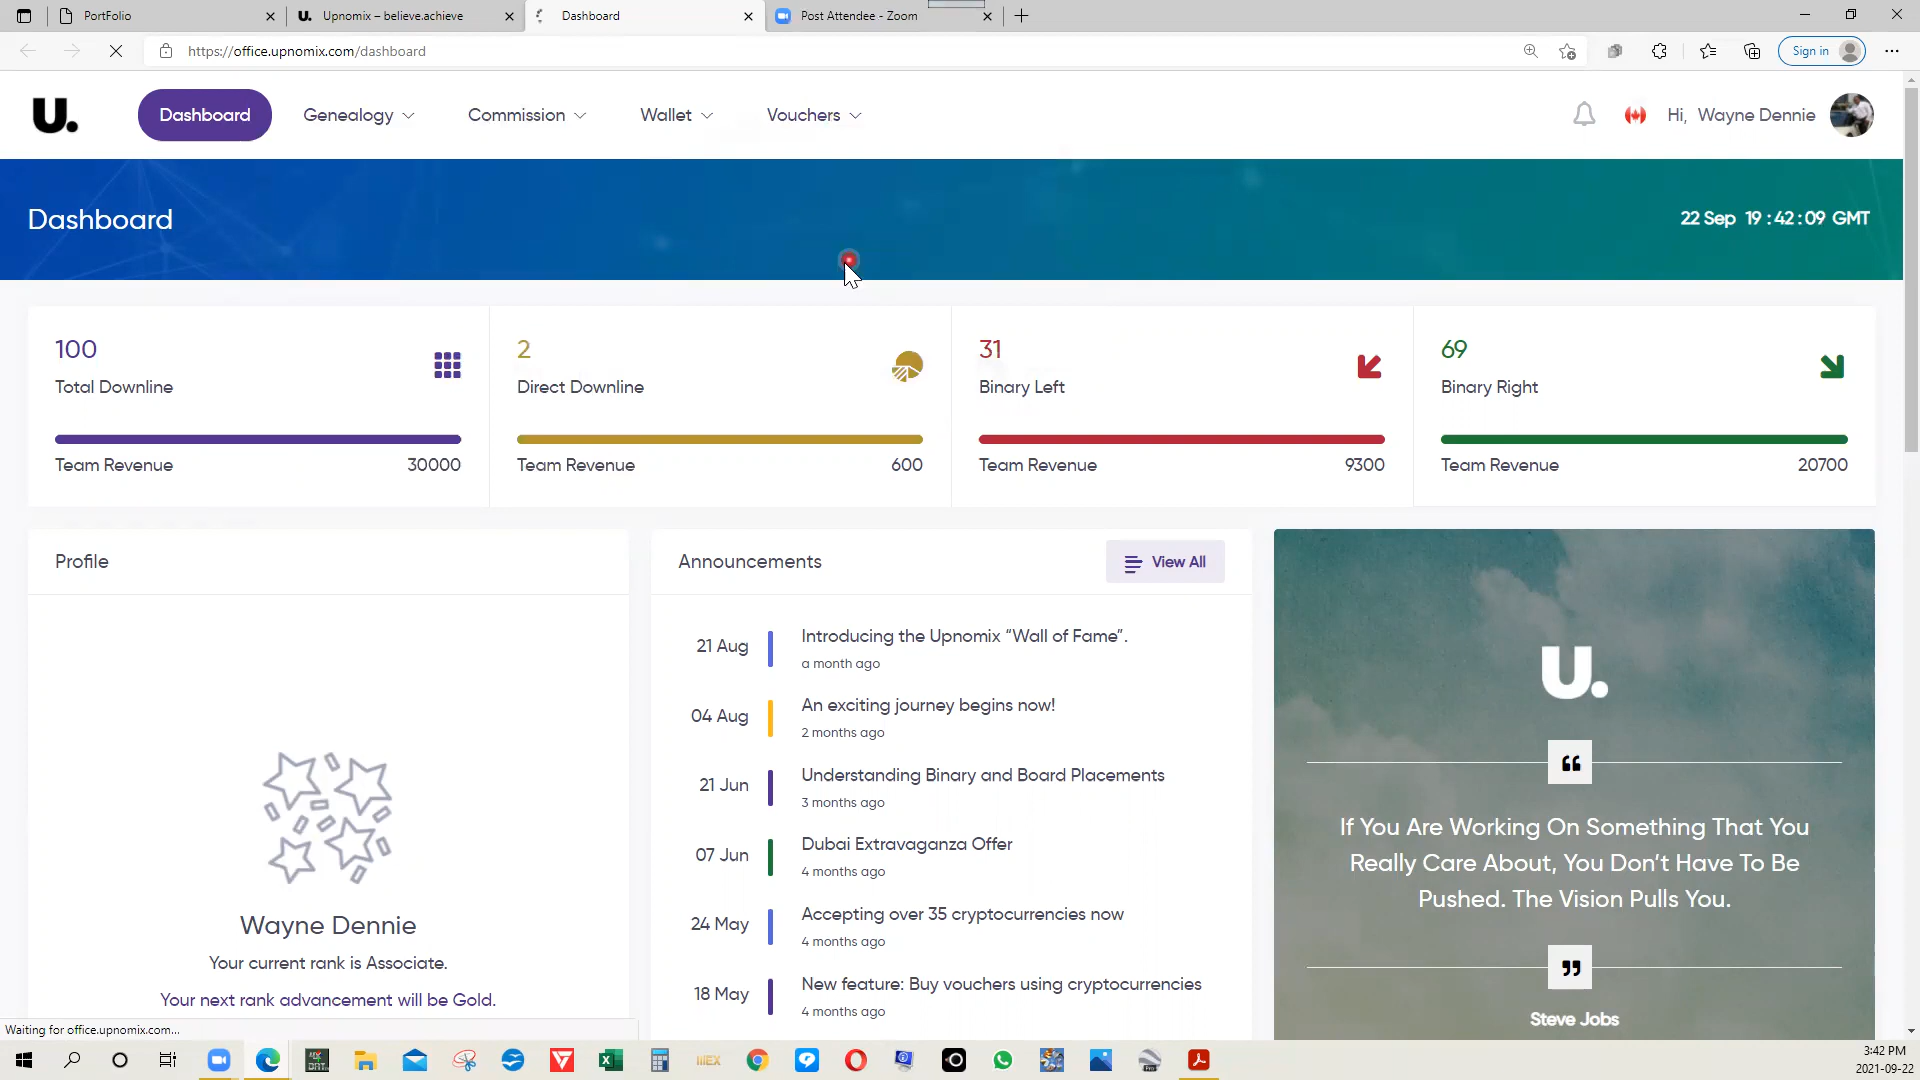 PortFolio
Upnomix – believe.achieve
Dashboard
Post Attendee - Zoom
https://office.upnomix.com/dashboard
Sign in
U.
Dashboard
Genealogy
Commission
Wallet
Vouchers
Hi, Wayne Dennie
Dashboard
22 Sep 19 : 42 : 09 GMT
100
Total Downline
Team Revenue 30000
2
Direct Downline
Team Revenue 600
31
Binary Left
Team Revenue 9300
69
Binary Right
Team Revenue 20700
Profile
Wayne Dennie
Your current rank is Associate.
Your next rank advancement will be Gold.
Announcements
View All
21 Aug
Introducing the Upnomix “Wall of Fame”.
a month ago
04 Aug
An exciting journey begins now!
2 months ago
21 Jun
Understanding Binary and Board Placements
3 months ago
07 Jun
Dubai Extravaganza Offer
4 months ago
24 May
Accepting over 35 cryptocurrencies now
4 months ago
18 May
New feature: Buy vouchers using cryptocurrencies
4 months ago
U.
“
If You Are Working On Something That You
Really Care About, You Don’t Have To Be
Pushed. The Vision Pulls You.
”
Steve Jobs
Waiting for office.upnomix.com...
3:42 PM
2021-09-22